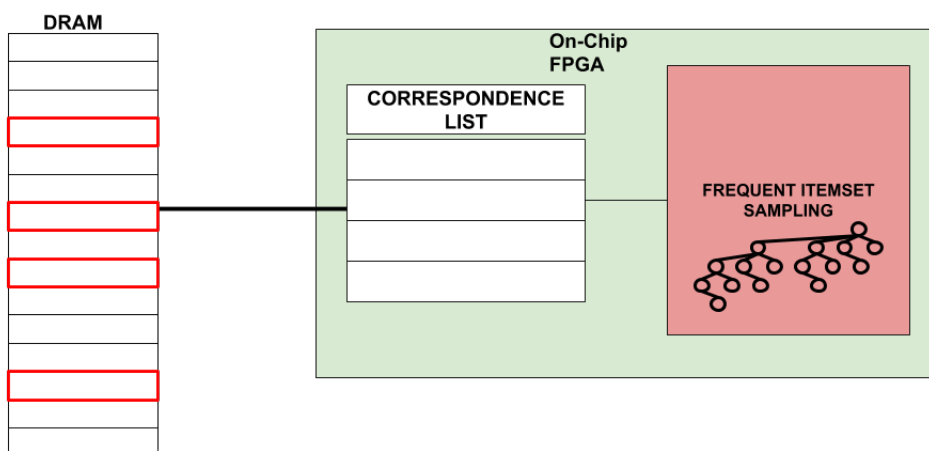 DRAM
On-Chip
FPGA
CORRESPONDENCE
LIST
FREQUENT ITEMSET
SAMPLING